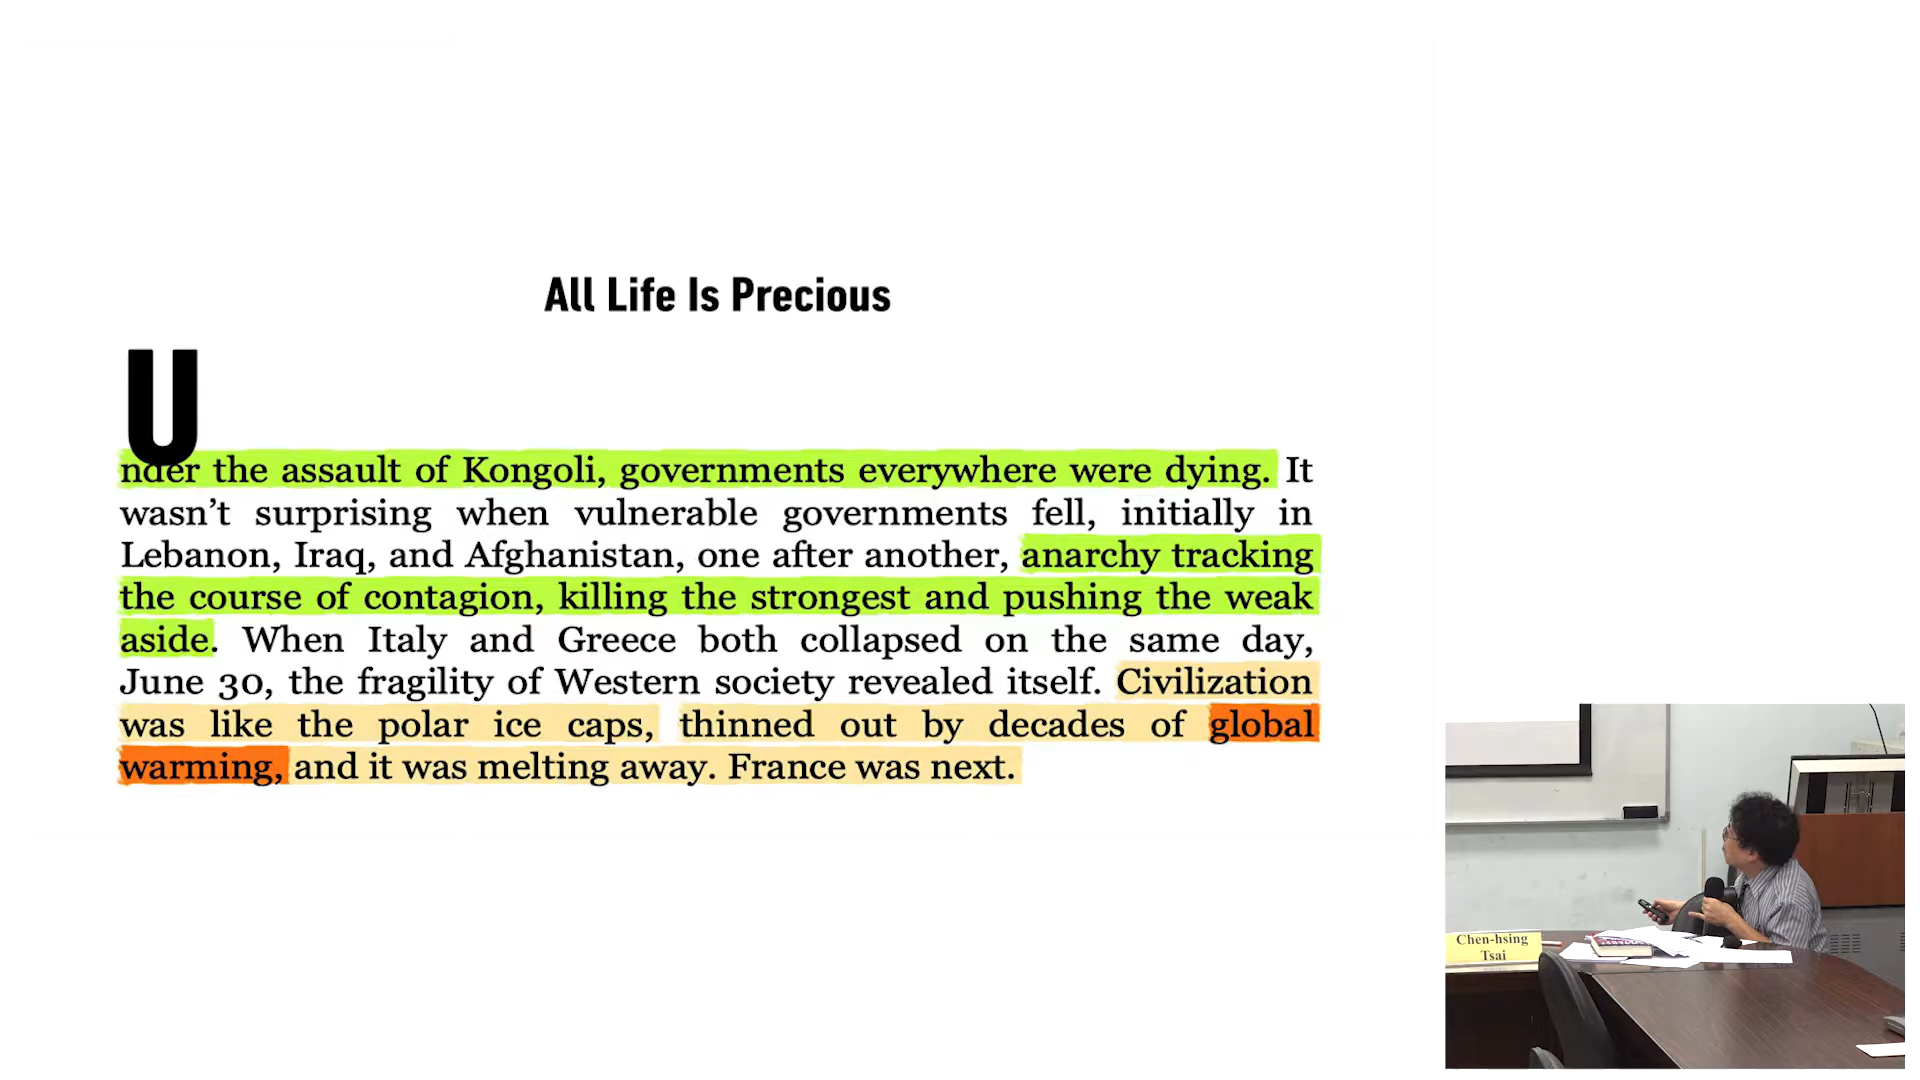 All Life Is Precious
U
nder the assault of Kongoli, governments everywhere were dying. It
wasn’t surprising when vulnerable governments fell, initially in
Lebanon, Iraq, and Afghanistan, one after another, anarchy tracking
the course of contagion, killing the strongest and pushing the weak
aside. When Italy and Greece both collapsed on the same day,
June 30, the fragility of Western society revealed itself. Civilization
was like the polar ice caps, thinned out by decades of global
warming, and it was melting away. France was next.
Chen-hsing
Tsai